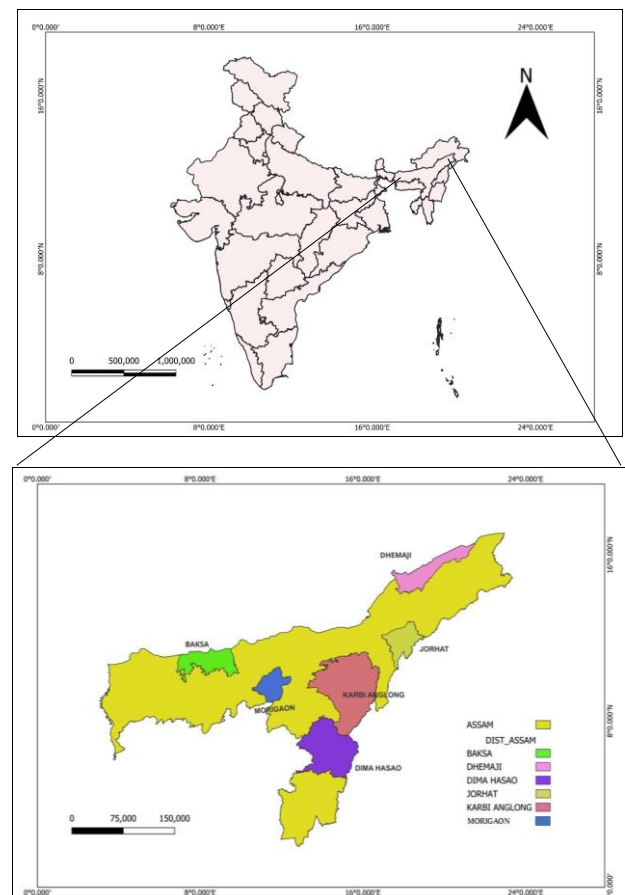 0°0.000' 8°0.000'E 16°0.000'E 24°0.000'E
N
16°0.000'N 16°0.000'N
8°0.000'N 8°0.000'N
0 500,000 1,000,000
0°0.000' 8°0.000'E 16°0.000'E 24°0.000'E
0°0.000' 8°0.000'E 16°0.000'E 24°0.000'E
16°0.000'N
DHEMAJI
BAKSA
JORHAT
KARBI ANGLONG
MORIGAON
8°0.000'N
DIMA HASAO
ASSAM
DIST_ASSAM
BAKSA
DHEMAJI
DIMA HASAO
JORHAT
KARBI ANGLONG
MORIGAON
0 75,000 150,000
0°0.000' 8°0.000'E 16°0.000'E 24°0.000'E